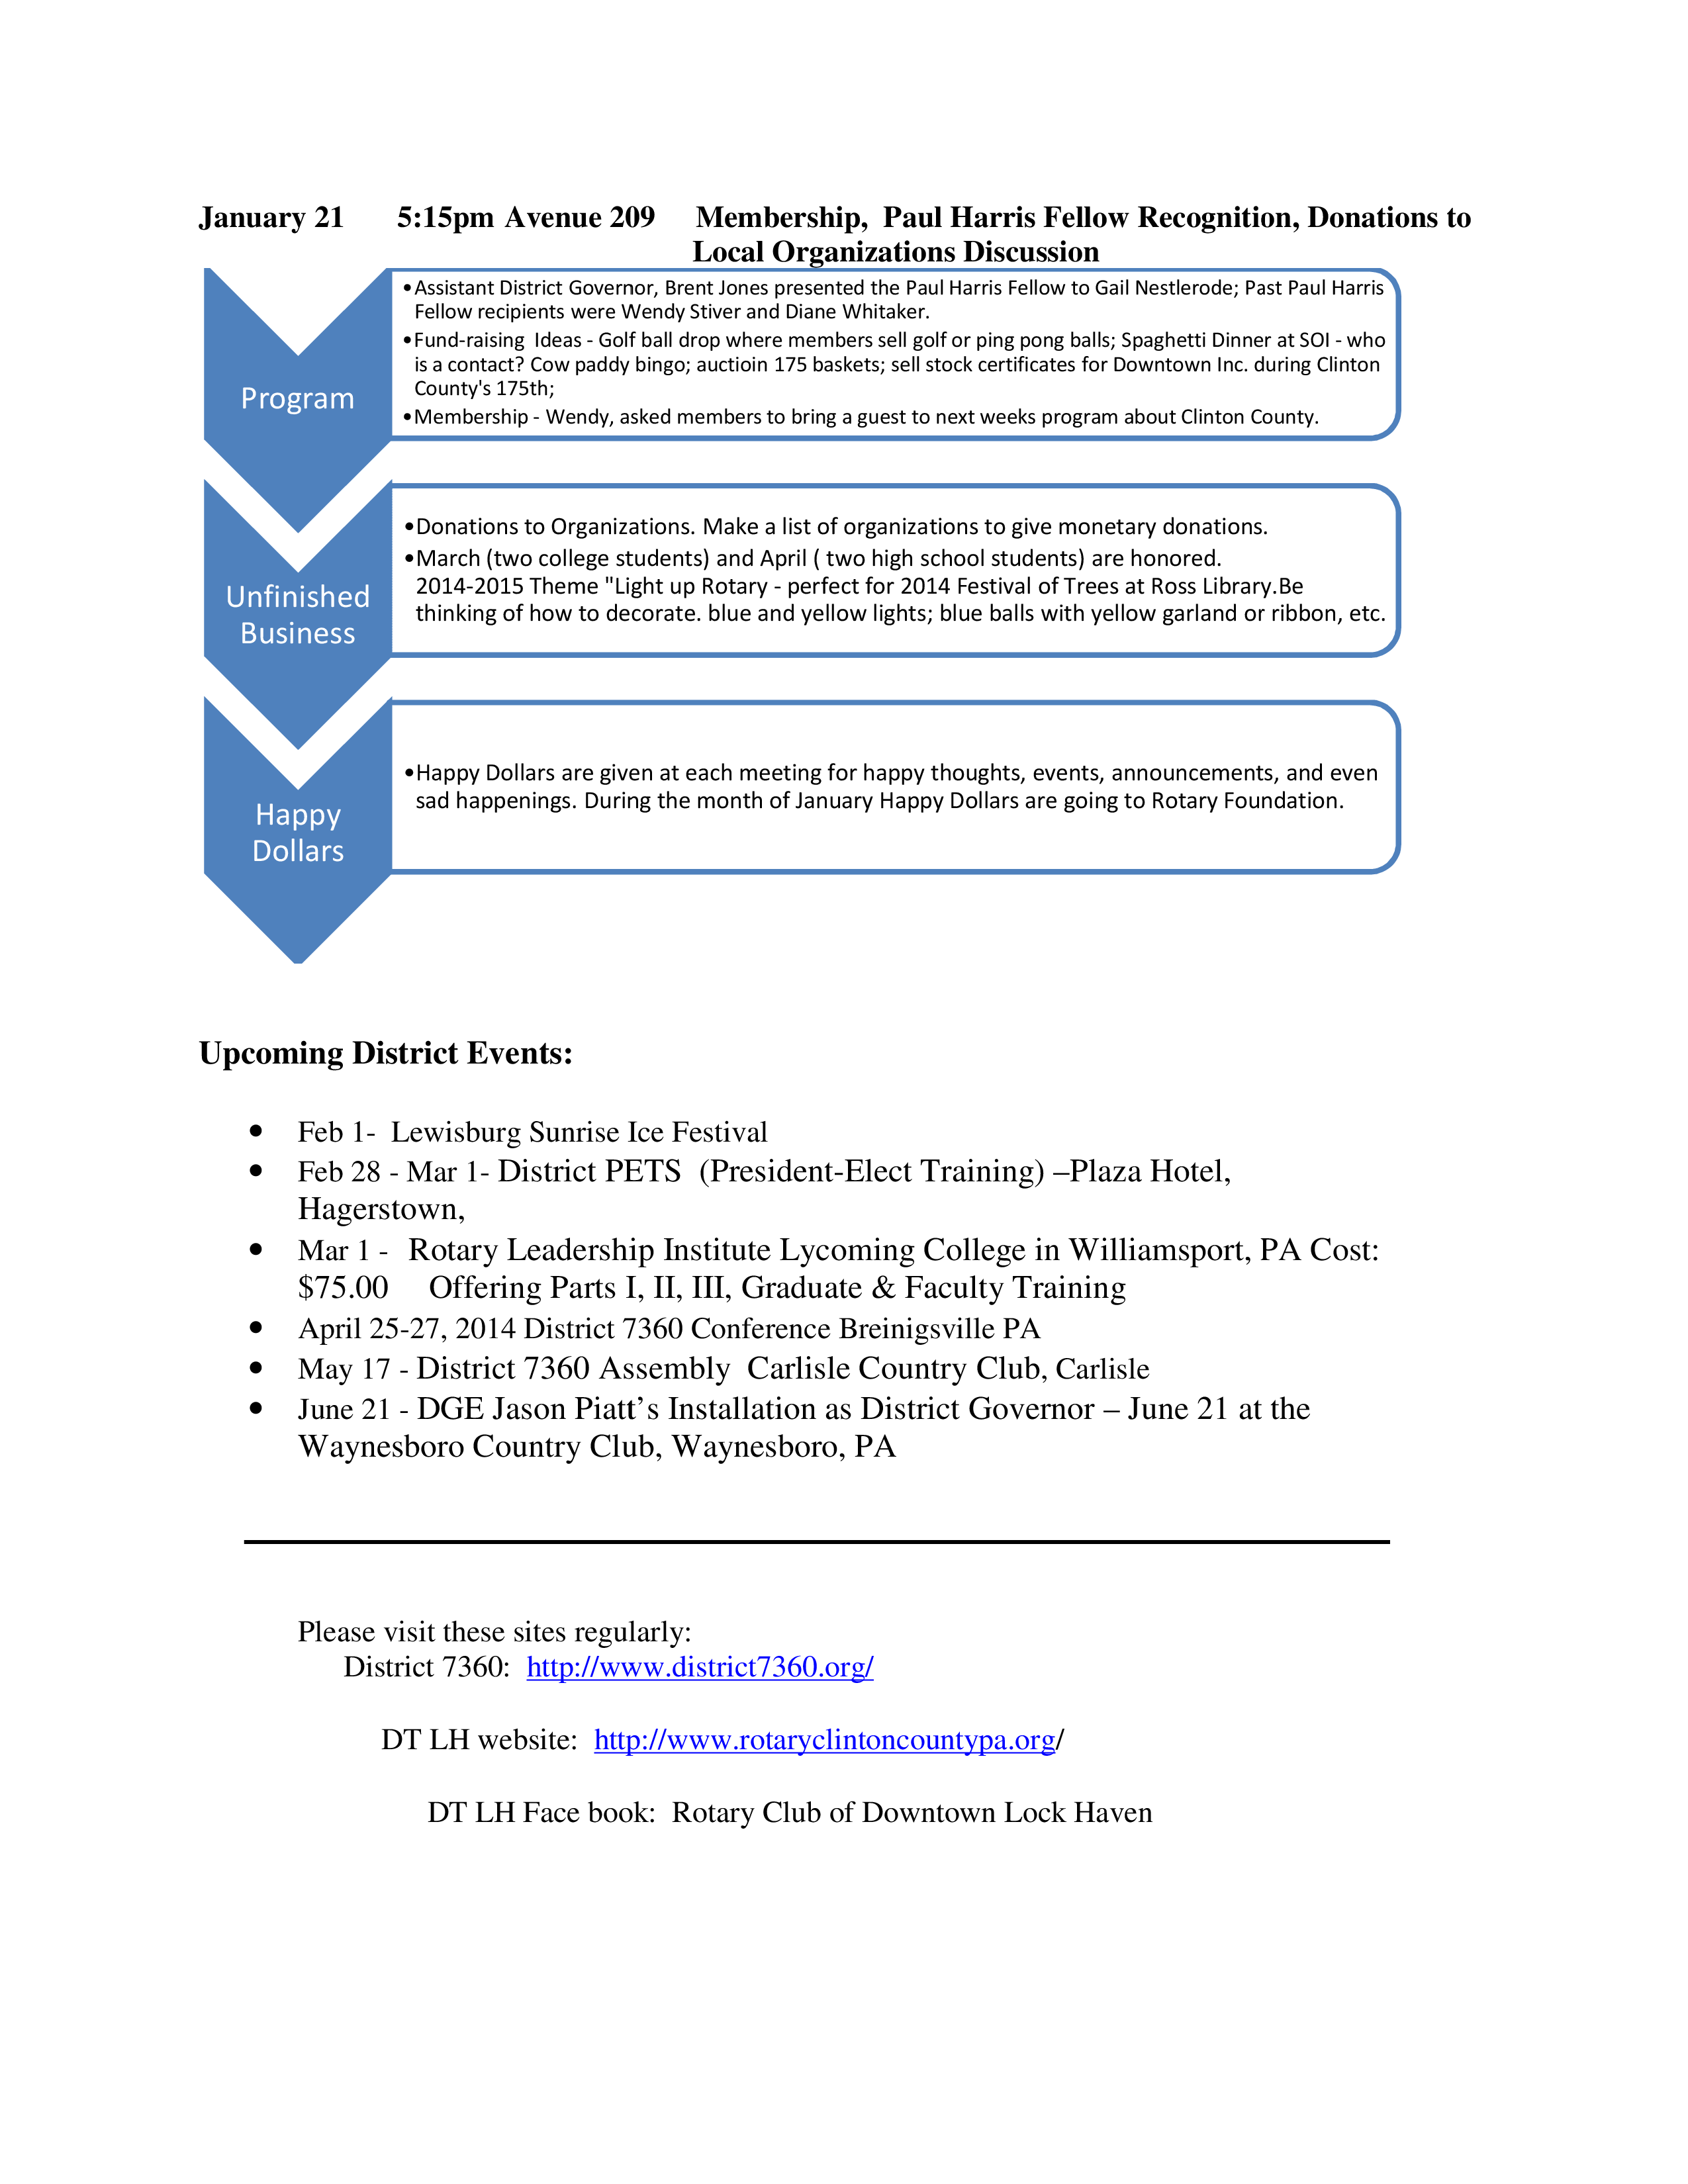 January 21 5:15pm Avenue 209 Membership, Paul Harris Fellow Recognition, Donations to
Local Organizations Discussion
Program
•Assistant District Governor, Brent Jones presented the Paul Harris Fellow to Gail Nestlerode; Past Paul Harris
Fellow recipients were Wendy Stiver and Diane Whitaker.
•Fund-raising Ideas - Golf ball drop where members sell golf or ping pong balls; Spaghetti Dinner at SOI - who
is a contact? Cow paddy bingo; auctioin 175 baskets; sell stock certificates for Downtown Inc. during Clinton
County's 175th;
•Membership - Wendy, asked members to bring a guest to next weeks program about Clinton County.
Unfinished
Business
•Donations to Organizations. Make a list of organizations to give monetary donations.
•March (two college students) and April ( two high school students) are honored.
2014-2015 Theme "Light up Rotary - perfect for 2014 Festival of Trees at Ross Library.Be
thinking of how to decorate. blue and yellow lights; blue balls with yellow garland or ribbon, etc.
Happy
Dollars
•Happy Dollars are given at each meeting for happy thoughts, events, announcements, and even
sad happenings. During the month of January Happy Dollars are going to Rotary Foundation.
Upcoming District Events:
• Feb 1- Lewisburg Sunrise Ice Festival
• Feb 28 - Mar 1- District PETS (President-Elect Training) –Plaza Hotel,
Hagerstown,
• Mar 1 - Rotary Leadership Institute Lycoming College in Williamsport, PA Cost:
$75.00 Offering Parts I, II, III, Graduate & Faculty Training
• April 25-27, 2014 District 7360 Conference Breinigsville PA
• May 17 - District 7360 Assembly Carlisle Country Club, Carlisle
• June 21 - DGE Jason Piatt’s Installation as District Governor – June 21 at the
Waynesboro Country Club, Waynesboro, PA
Please visit these sites regularly:
District 7360: http://www.district7360.org/
DT LH website: http://www.rotaryclintoncountypa.org/
DT LH Face book: Rotary Club of Downtown Lock Haven